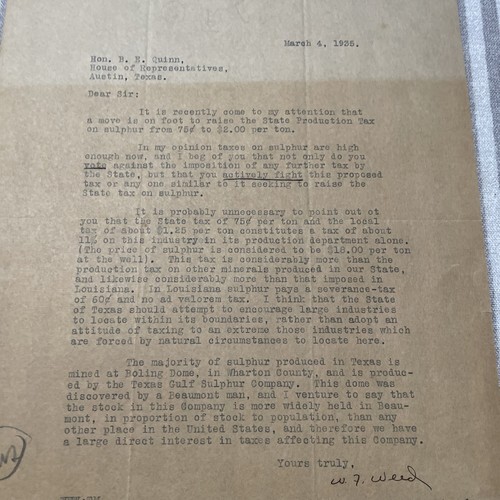 March 4, 1935.
Hon. B. E. Quinn,
House of Representatives,
Austin, Texas.
Dear Sir:
It is recently come to my attention that
a move is on foot to raise the State Production Tax
on sulphur from 75¢ to $2.00 per ton.
In my opinion taxes on sulphur are high
enough now, and I beg of you that not only do you
vote against the imposition of any further tax by
the State, but that you actively fight this proposed
tax or any one similar to it seeking to raise the
State tax on sulphur.
It is probably unnecessary to point out ot
you that the State tax of 75¢ per ton and the local
tax of about $1.25 per ton constitutes a tax of about
11% on this industry in its production department alone.
(The price of sulphur is considered to be $18.00 per ton
at the well). This tax is considerably more than the
production tax on other minerals produced in our State,
and likewise considerably more than that imposed in
Louisiana. In Louisiana sulphur pays a severance-tax
of 60¢ and no ad valorem tax. I think that the State
of Texas should attempt to encourage large industries
to locate within its boundaries, rather than adopt an
attitude of taxing to an extreme those industries which
are forced by natural circumstances to locate here.
The majority of sulphur produced in Texas is
mined at Boling Dome, in Wharton County, and is produc-
ed by the Texas Gulf Sulphur Company. This dome was
discovered by a Beaumont man, and I venture to say that
the stock in this Company is more widely held in Beau-
mont, in proportion of stock to population, than any
other place in the United States, and therefore we have
a large direct interest in taxes affecting this Company.
Yours truly,
W. F. Weed